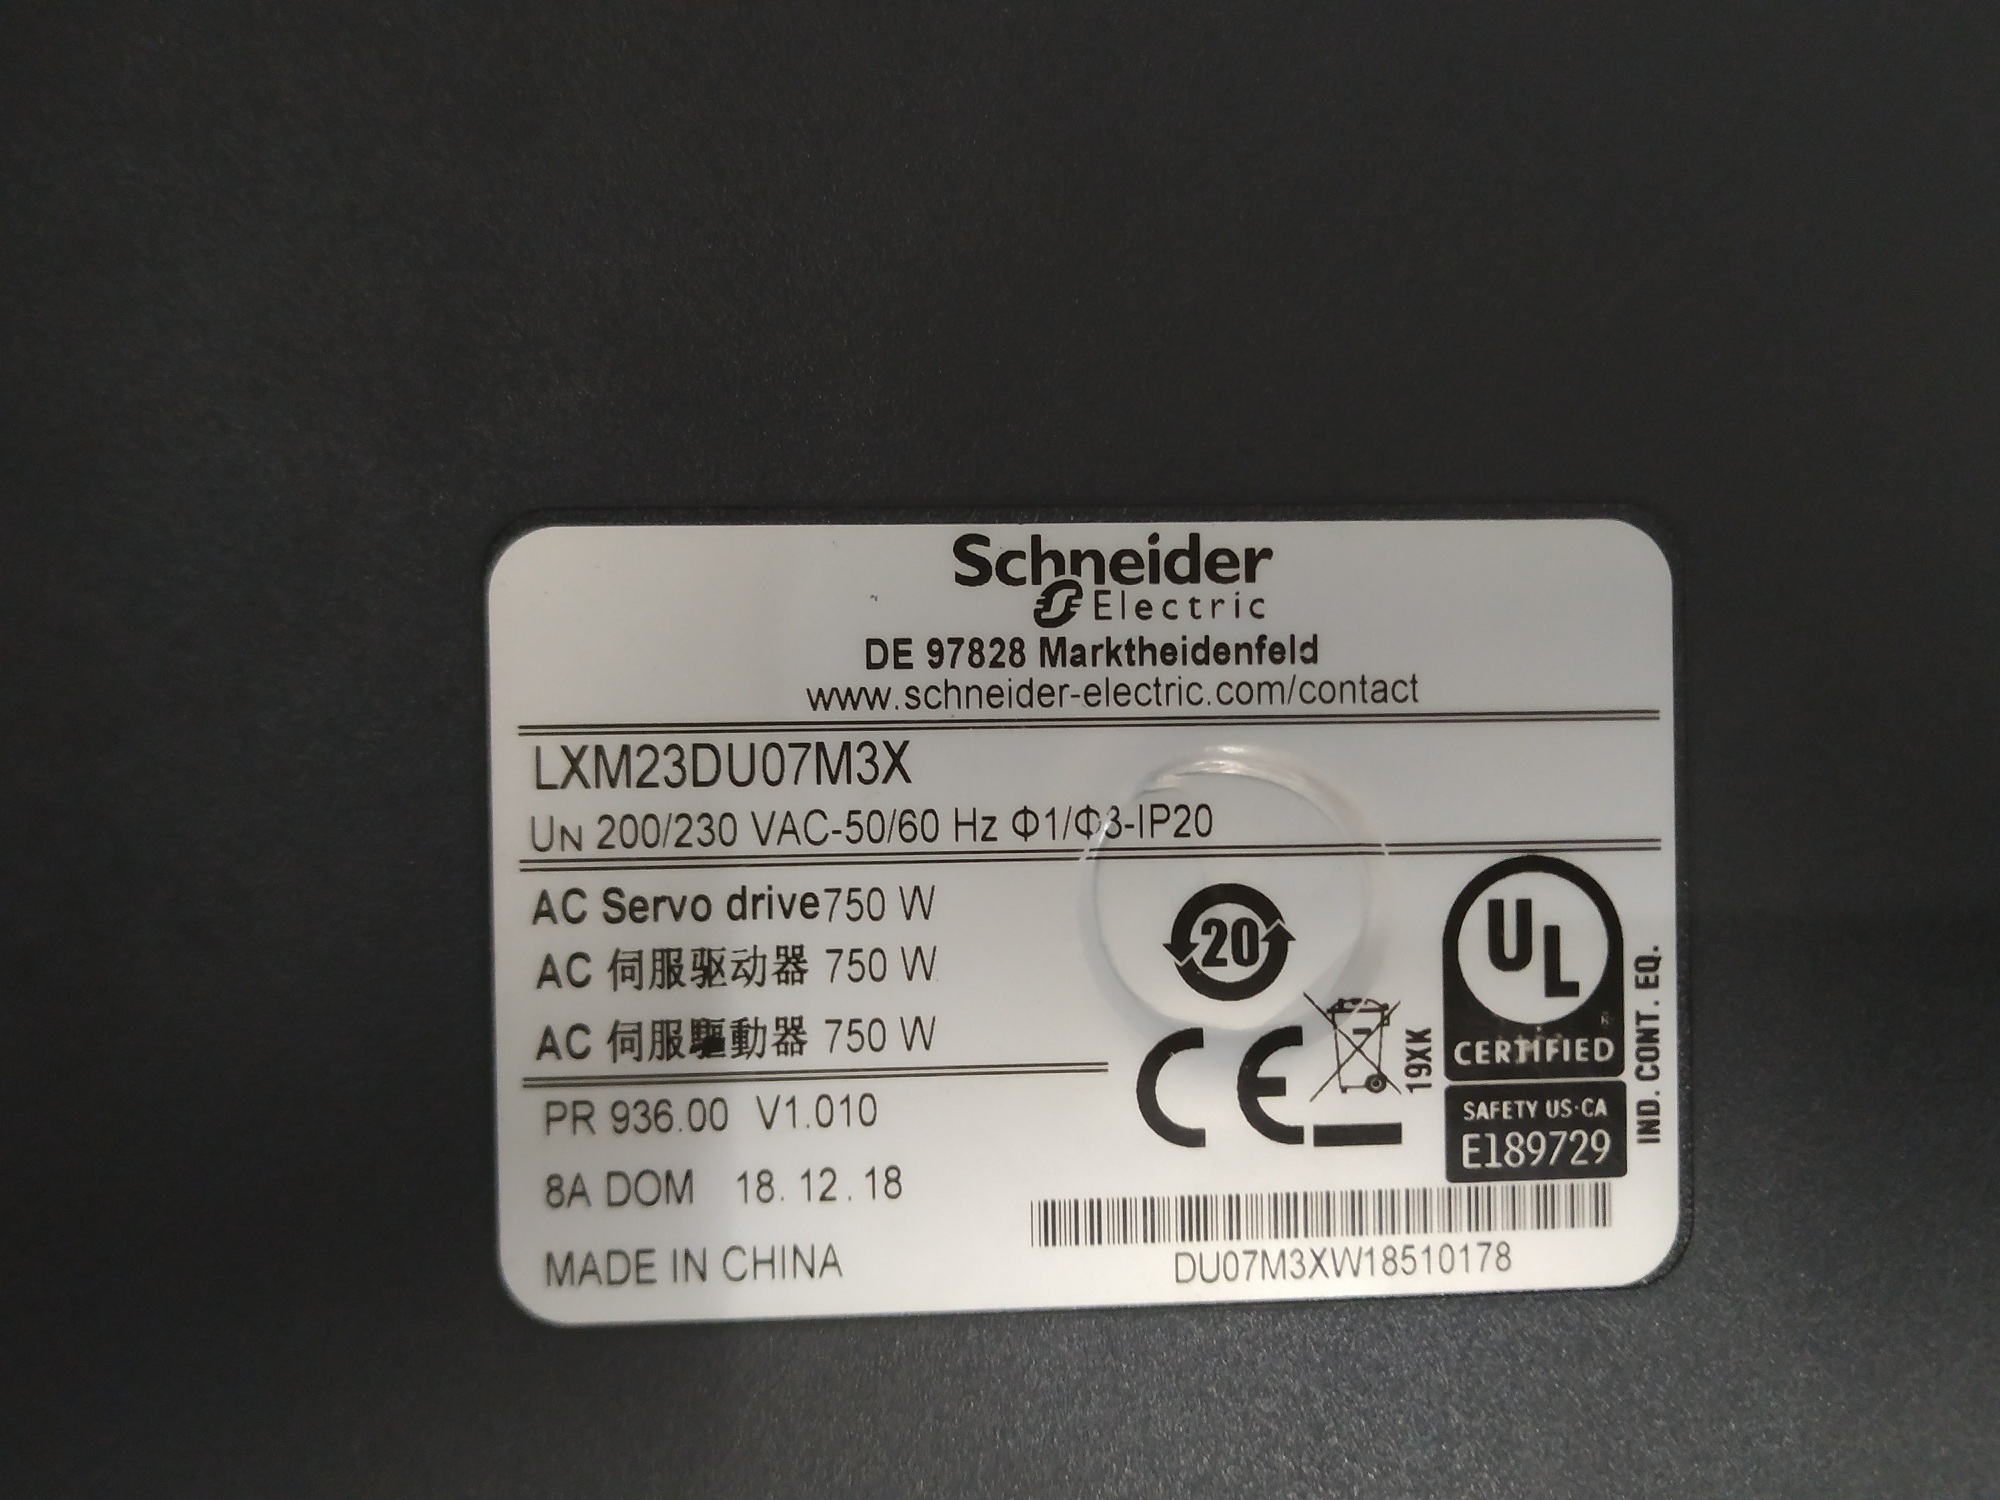 Schneider
Electric
DE 97828 Marktheidenfeld
www.schneider-electric.com/contact
LXM23DU07M3X
UN 200/230 VAC-50/60 Hz Φ1/Φ3-IP20
AC Servo drive750 W
AC 伺服驱动器 750 W
AC 伺服驅動器 750 W
PR 936.00 V1.010
8A DOM 18.12.18
MADE IN CHINA
20
CE
19XK
UL
CERTIFIED
SAFETY US·CA
E189729
IND. CONT. EQ.
DU07M3XW18510178